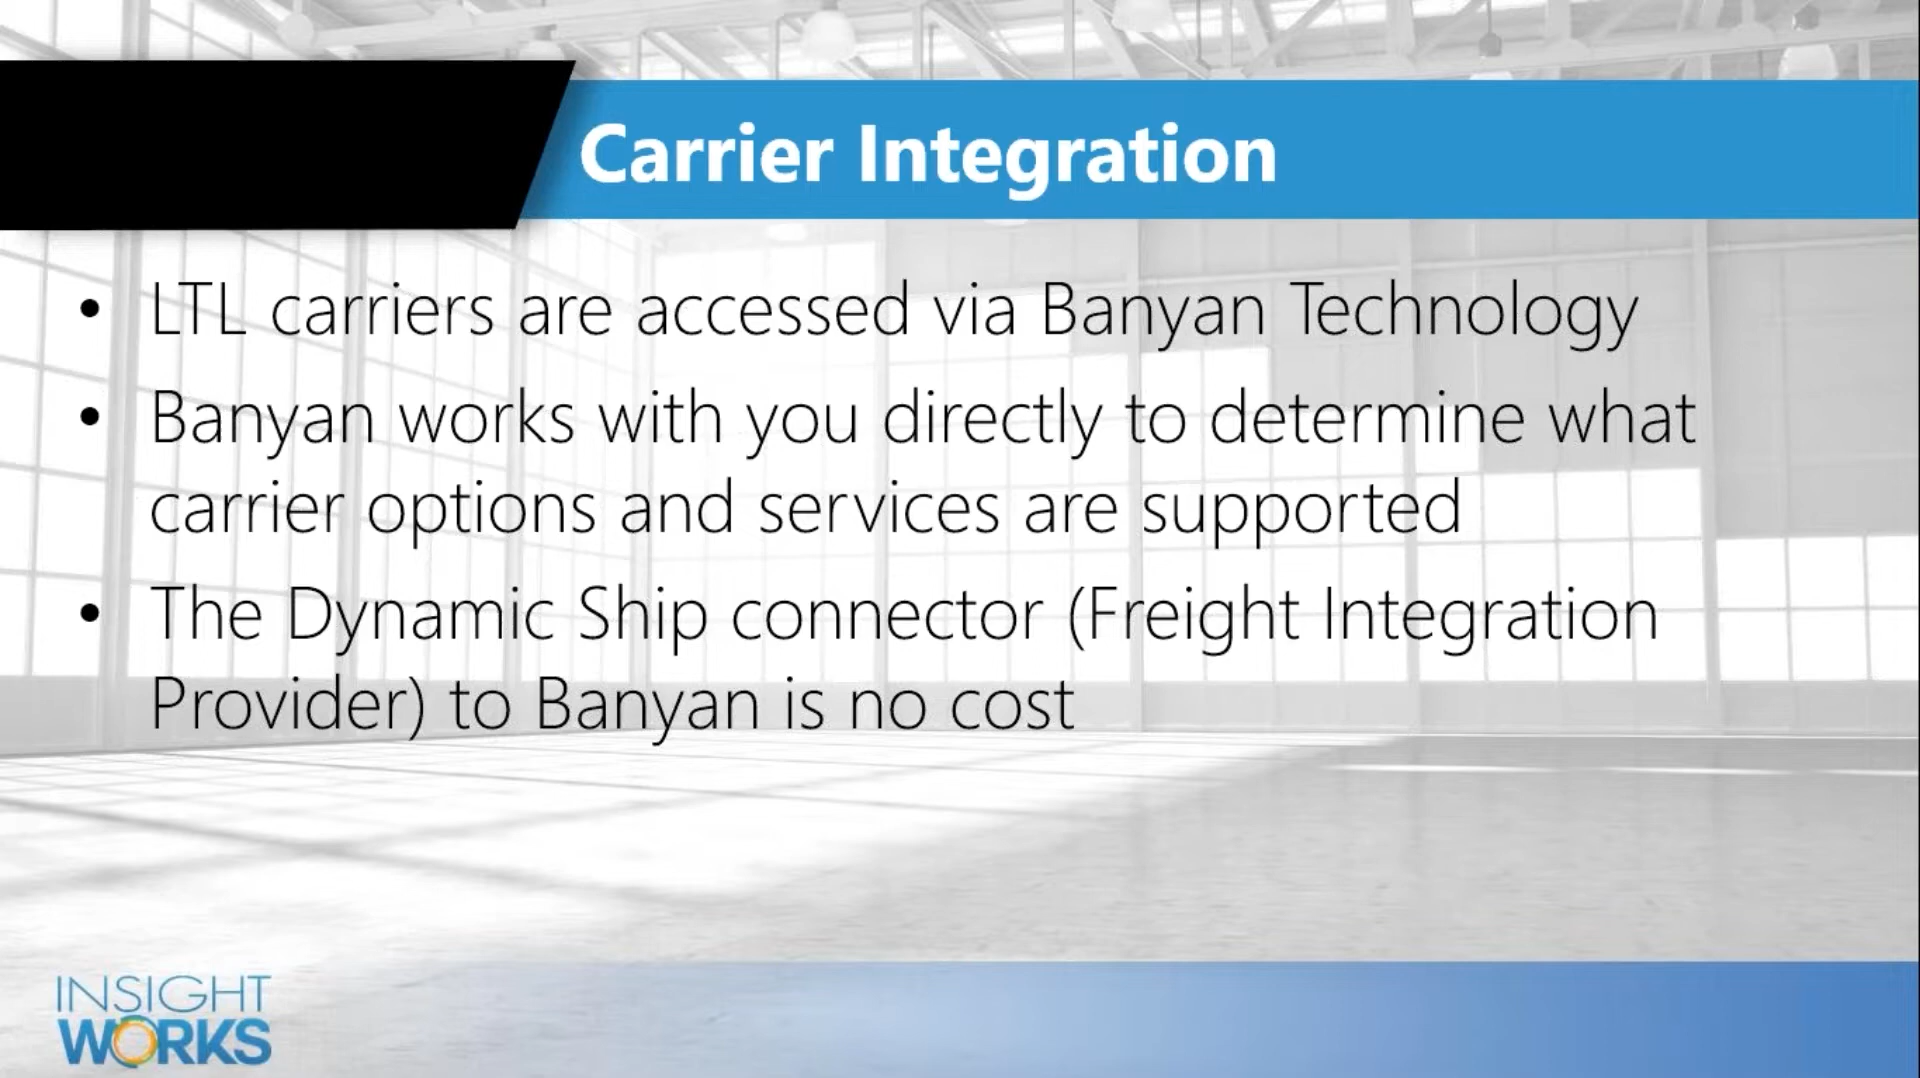 Carrier Integration
• LTL carriers are accessed via Banyan Technology
• Banyan works with you directly to determine what
carrier options and services are supported
• The Dynamic Ship connector (Freight Integration
Provider) to Banyan is no cost
INSIGHT
WORKS